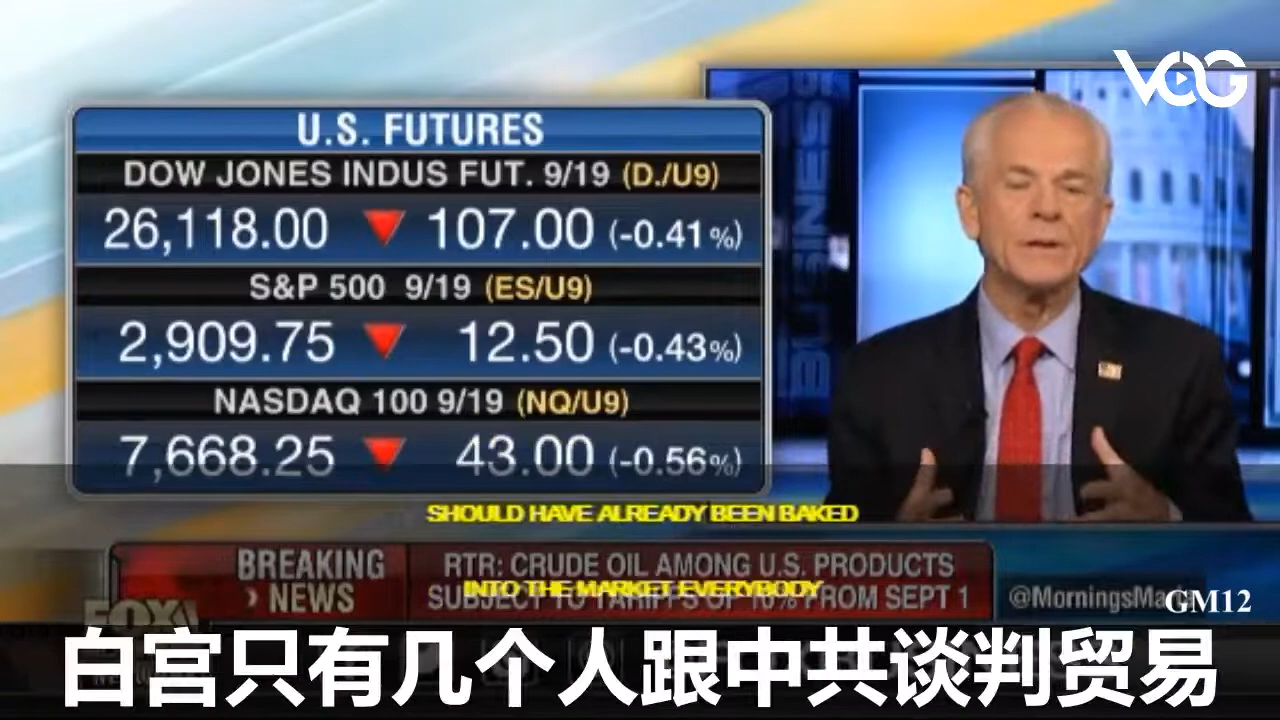 VOG
U.S. FUTURES
DOW JONES INDUS FUT. 9/19 (D./U9)
26,118.00 ▼ 107.00 (-0.41%)
S&P 500 9/19 (ES/U9)
2,909.75 ▼ 12.50 (-0.43%)
NASDAQ 100 9/19 (NQ/U9)
7,668.25 ▼ 43.00 (-0.56%)
BUSINESS
SHOULD HAVE ALREADY BEEN BAKED
INTO THE MARKET EVERYBODY
BREAKING
› NEWS
RTR: CRUDE OIL AMONG U.S. PRODUCTS
SUBJECT TO TARIFFS OF 10% FROM SEPT 1
@MorningsMa
GM12
FOX
白宫只有几个人跟中共谈判贸易